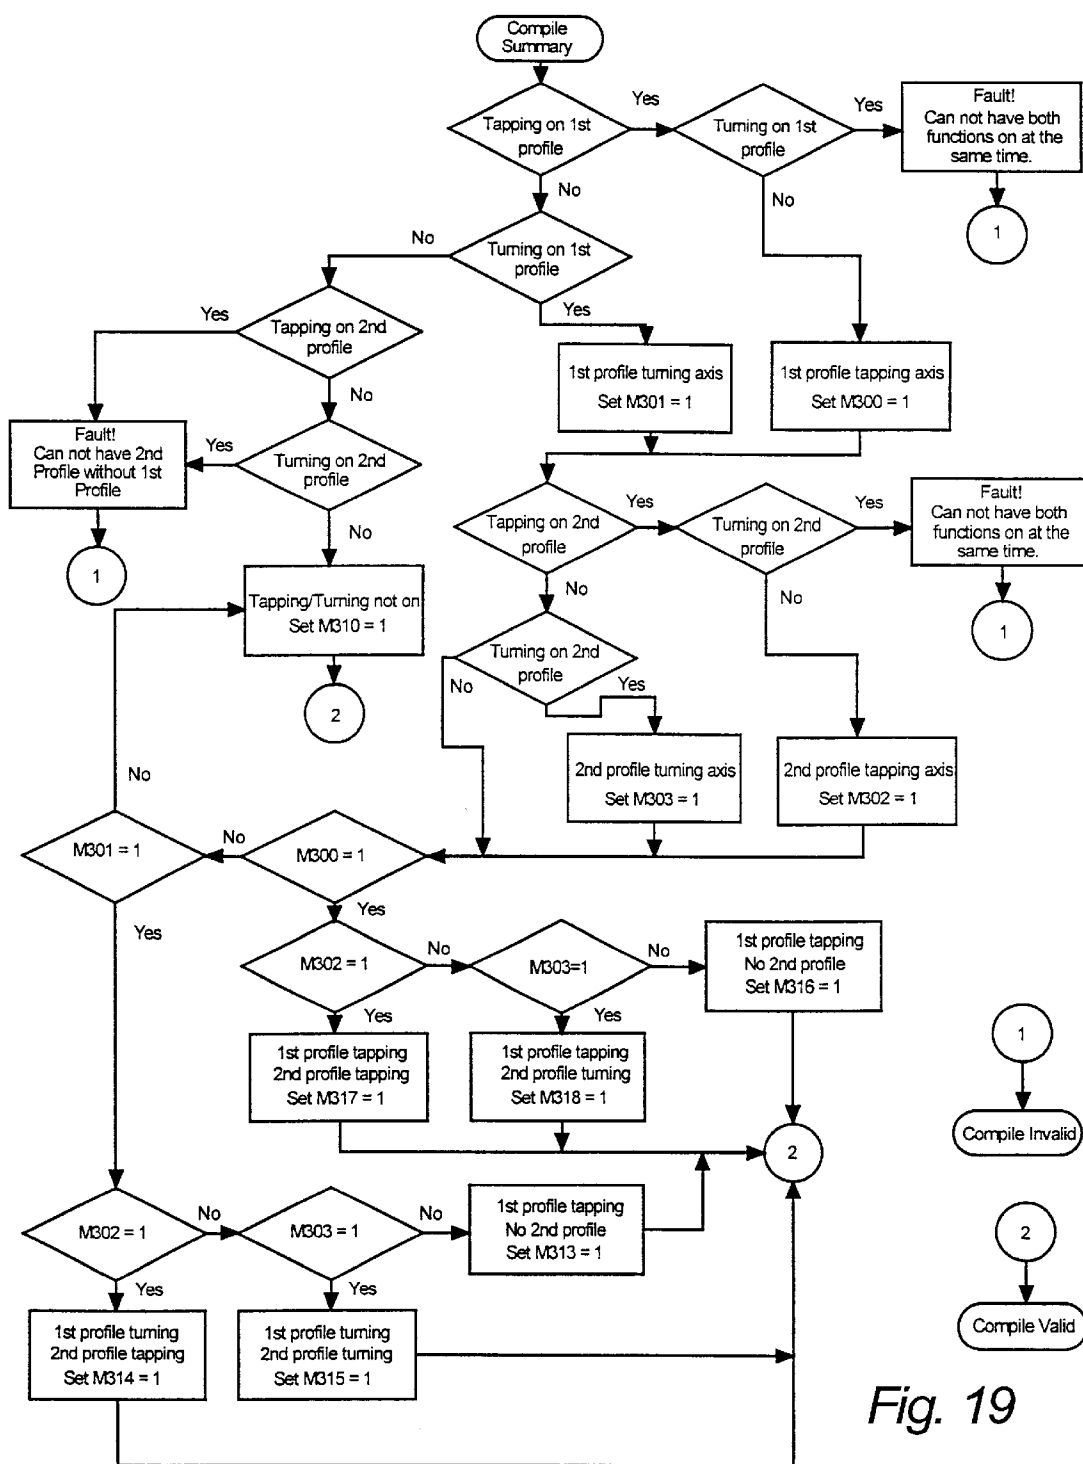 Compile
Summary
Tapping on 1st
profile
Yes
Turning on 1st
profile
Yes
Fault!
Can not have both
functions on at the
same time.
No
No
1
No
Turning on 1st
profile
Yes
Yes
Tapping on 2nd
profile
1st profile turning axis
Set M301 = 1
1st profile tapping axis
Set M300 = 1
No
Fault!
Can not have 2nd
Profile without 1st
Profile
Yes
Turning on 2nd
profile
Tapping on 2nd
profile
Yes
Turning on 2nd
profile
Yes
Fault!
Can not have both
functions on at the
same time.
No
1
No
No
Tapping/Turning not on
Set M310 = 1
1
Turning on 2nd
profile
No
Yes
2
2nd profile turning axis
Set M303 = 1
2nd profile tapping axis
Set M302 = 1
No
M301 = 1
No
M300 = 1
Yes
Yes
M302 = 1
No
M303=1
No
1st profile tapping
No 2nd profile
Set M316 = 1
Yes
Yes
1st profile tapping
2nd profile tapping
Set M317 = 1
1st profile tapping
2nd profile turning
Set M318 = 1
1
Compile Invalid
2
M302 = 1
No
M303 = 1
No
1st profile tapping
No 2nd profile
Set M313 = 1
2
Yes
Yes
1st profile turning
2nd profile tapping
Set M314 = 1
1st profile turning
2nd profile turning
Set M315 = 1
Compile Valid
Fig. 19